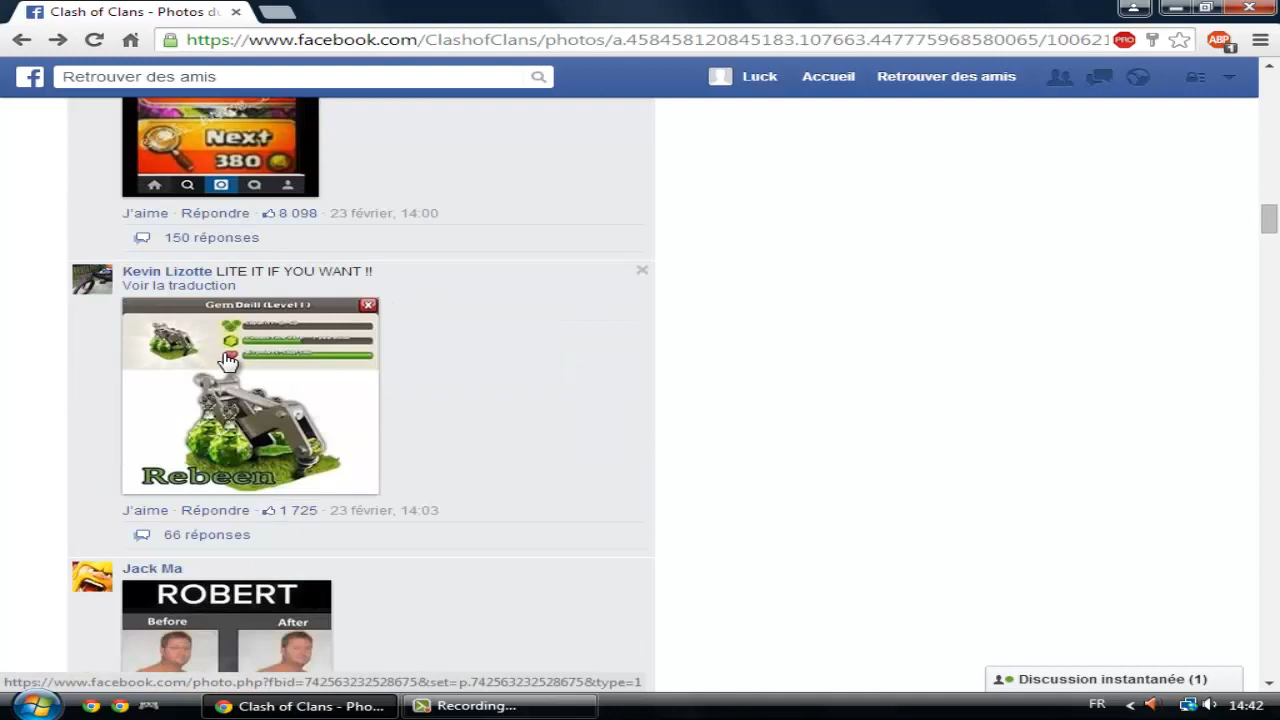 Clash of Clans - Photos du
https://www.facebook.com/ClashofClans/photos/a.458458120845183.107663.447775968580065/100621
PRO
ABP
1
Retrouver des amis
Luck
Accueil
Retrouver des amis
Next
380
J'aime · Répondre · 8 098 · 23 février, 14:00
150 réponses
Kevin Lizotte LITE IT IF YOU WANT !!
Voir la traduction
Gem Drill (Level 1)
Rebeen
J'aime · Répondre · 1 725 · 23 février, 14:03
66 réponses
Jack Ma
ROBERT
Before
After
https://www.facebook.com/photo.php?fbid=742563232528675&set=p.742563232528675&type=1
Discussion instantanée (1)
Clash of Clans - Pho...
Recording...
FR
14:42